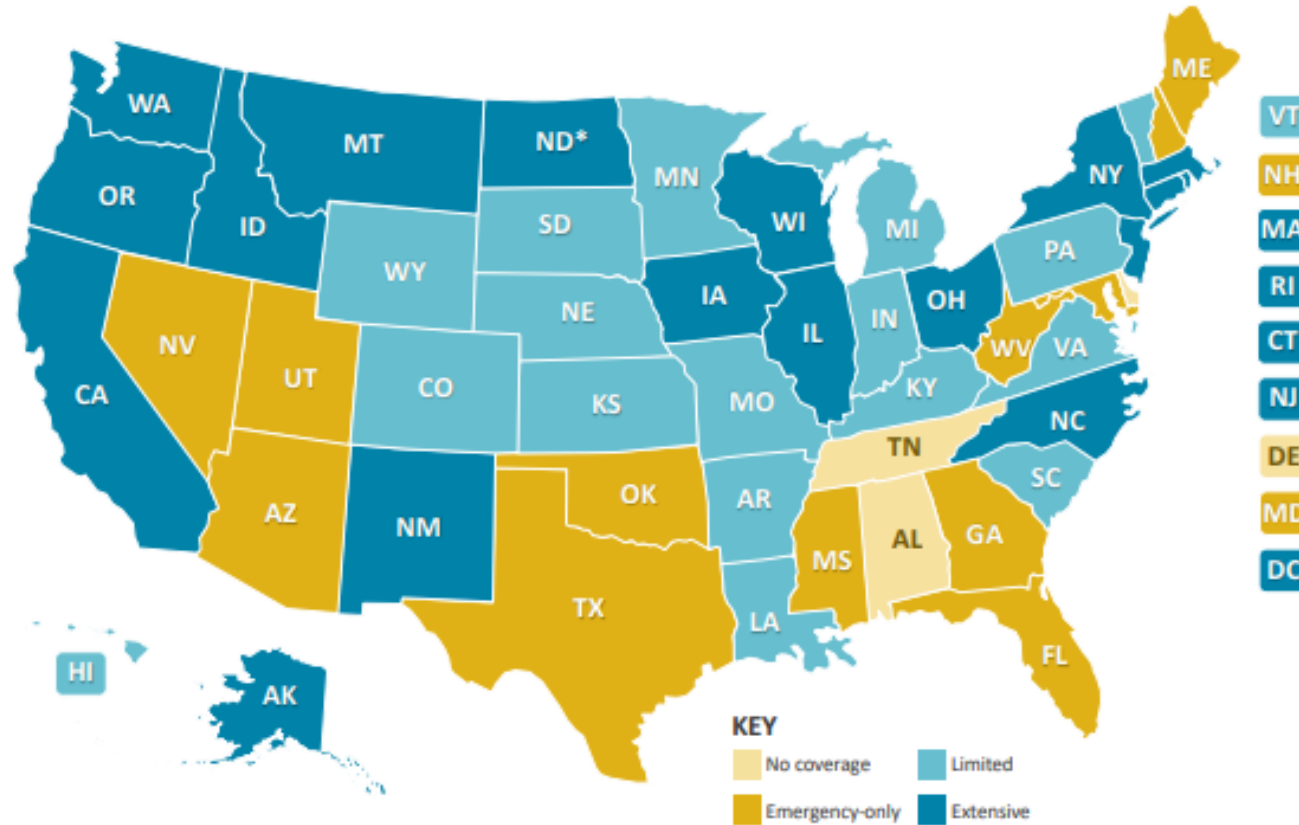 ME
WA
VT
MT
ND*
NH
MN
NY
OR
SD
ID
WI
MI
MA
WY
PA
RI
IA
OH
NE
IL
IN
CT
NV
WV
VA
UT
CO
KS
MO
KY
CA
NJ
NC
TN
DE
SC
OK
AR
AZ
NM
MD
GA
AL
MS
DC
TX
LA
FL
HI
AK
KEY
No coverage
Limited
Emergency-only
Extensive